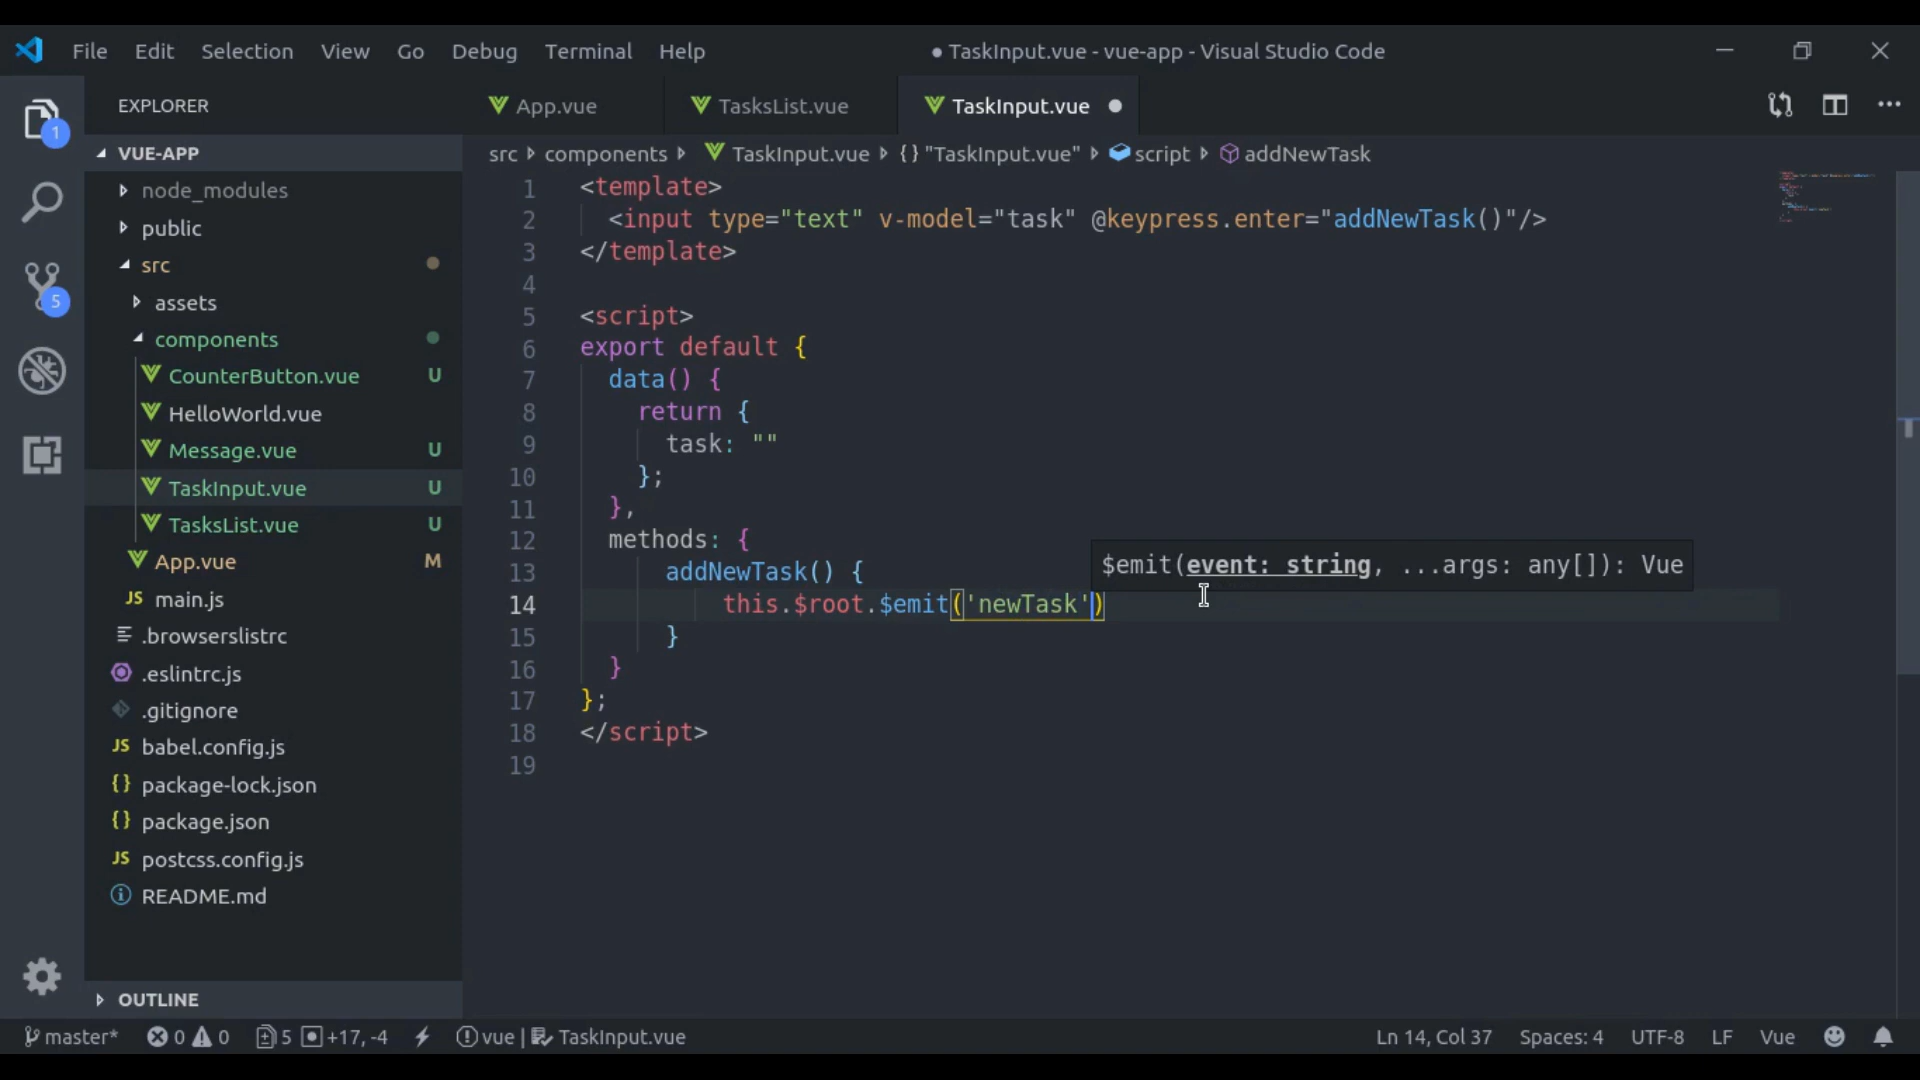 File Edit Selection View Go Debug Terminal Help
● TaskInput.vue - vue-app - Visual Studio Code
EXPLORER
1
5
VUE-APP
node_modules
public
src
assets
components
CounterButton.vue U
HelloWorld.vue
Message.vue U
TaskInput.vue U
TasksList.vue U
App.vue M
JS main.js
.browserslistrc
.eslintrc.js
.gitignore
JS babel.config.js
{} package-lock.json
{} package.json
JS postcss.config.js
README.md
OUTLINE
App.vue TasksList.vue TaskInput.vue
src components TaskInput.vue {} "TaskInput.vue" script addNewTask
1 <template>
2 <input type="text" v-model="task" @keypress.enter="addNewTask()"/>
3 </template>
4
5 <script>
6 export default {
7 data() {
8 return {
9 task: ""
10 };
11 },
12 methods: {
13 addNewTask() {
$emit(event: string, ...args: any[]): Vue
14 this.$root.$emit('newTask')
15 }
16 }
17 };
18 </script>
19
master* 0 0 5 +17, -4 vue | TaskInput.vue Ln 14, Col 37 Spaces: 4 UTF-8 LF Vue